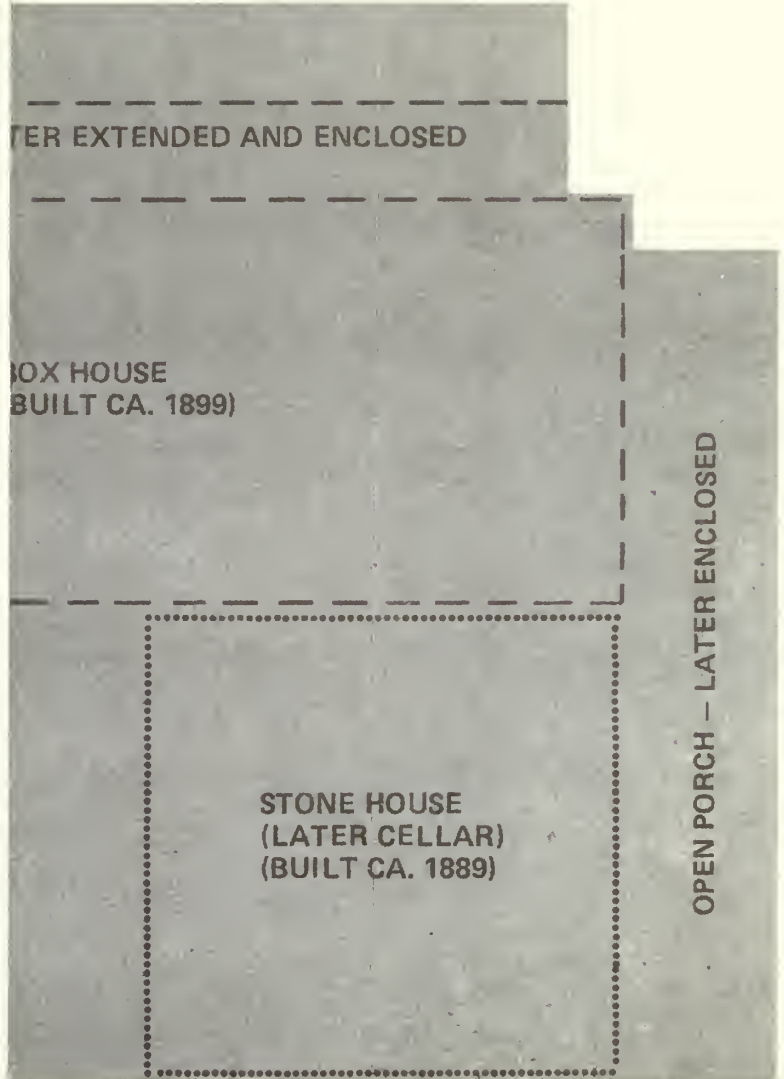 TER EXTENDED AND ENCLOSED
BOX HOUSE
(BUILT CA. 1899)
OPEN PORCH – LATER ENCLOSED
STONE HOUSE
(LATER CELLAR)
(BUILT CA. 1889)